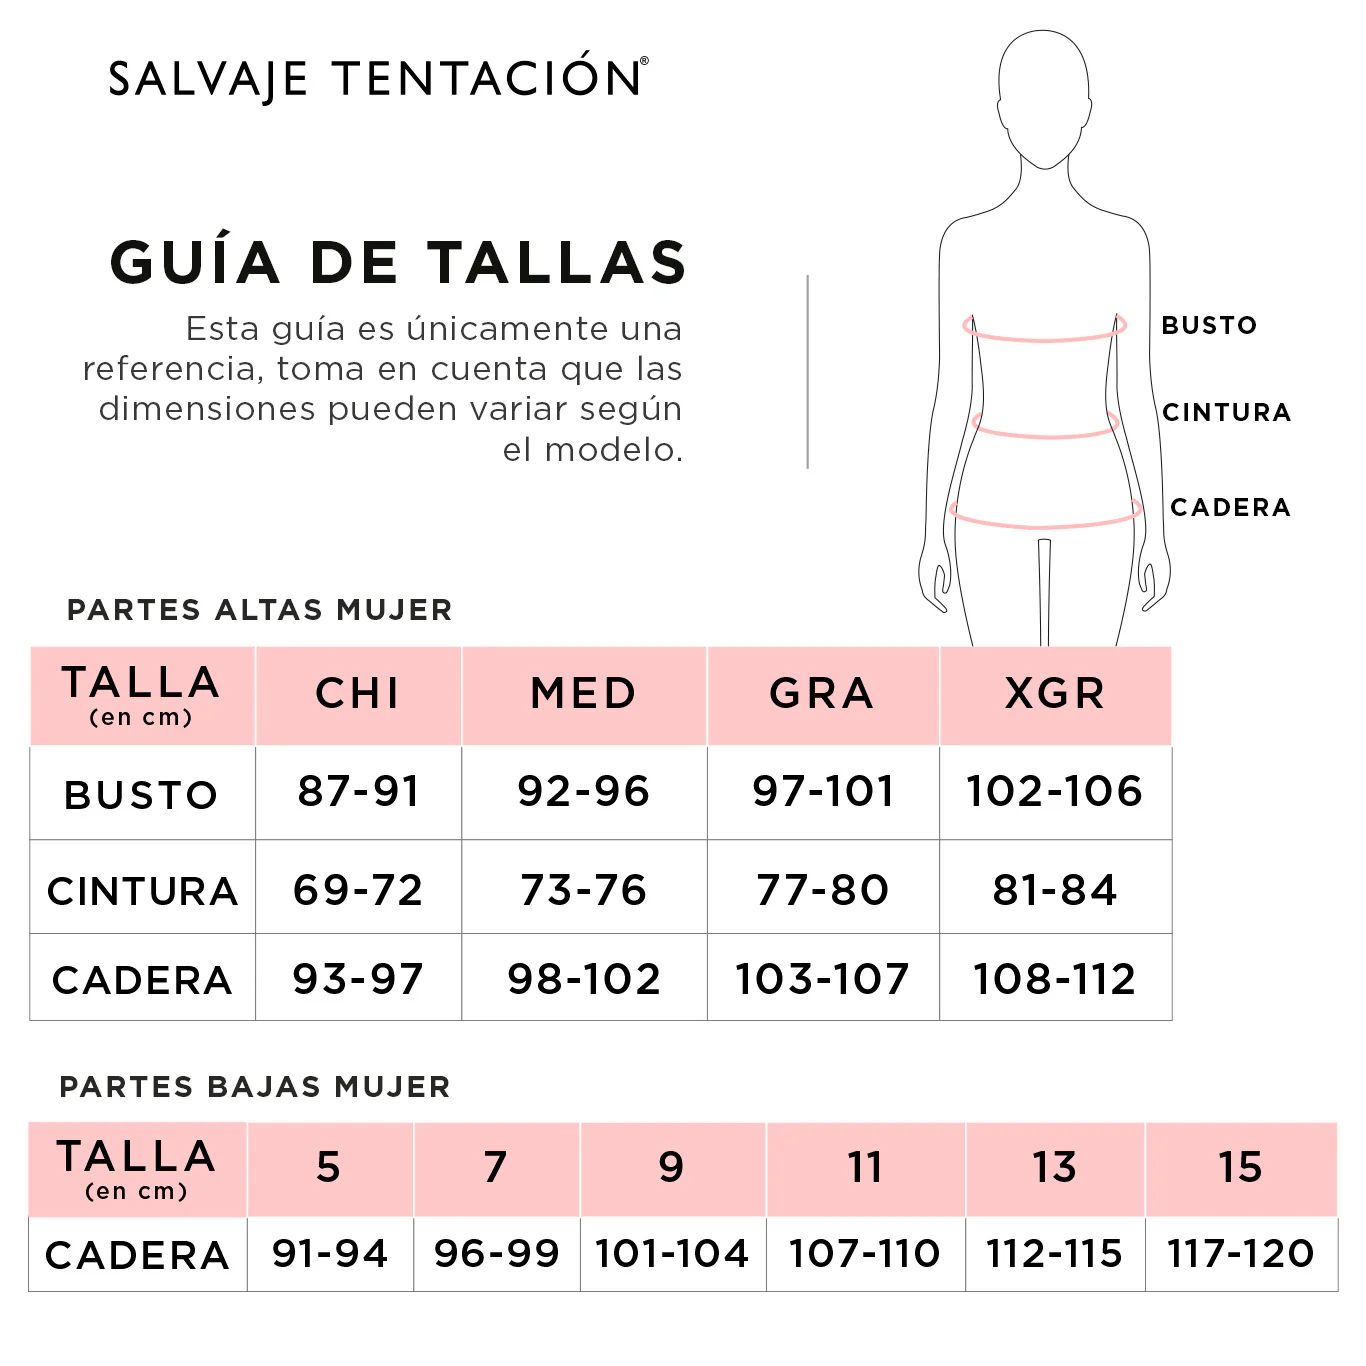 SALVAJE TENTACIÓN®
GUÍA DE TALLAS
Esta guía es únicamente una
referencia, toma en cuenta que las
dimensiones pueden variar según
el modelo.
BUSTO
CINTURA
CADERA
PARTES ALTAS MUJER
TALLA (en cm) CHI MED GRA XGR
BUSTO 87-91 92-96 97-101 102-106
CINTURA 69-72 73-76 77-80 81-84
CADERA 93-97 98-102 103-107 108-112
PARTES BAJAS MUJER
TALLA (en cm) 5 7 9 11 13 15
CADERA 91-94 96-99 101-104 107-110 112-115 117-120